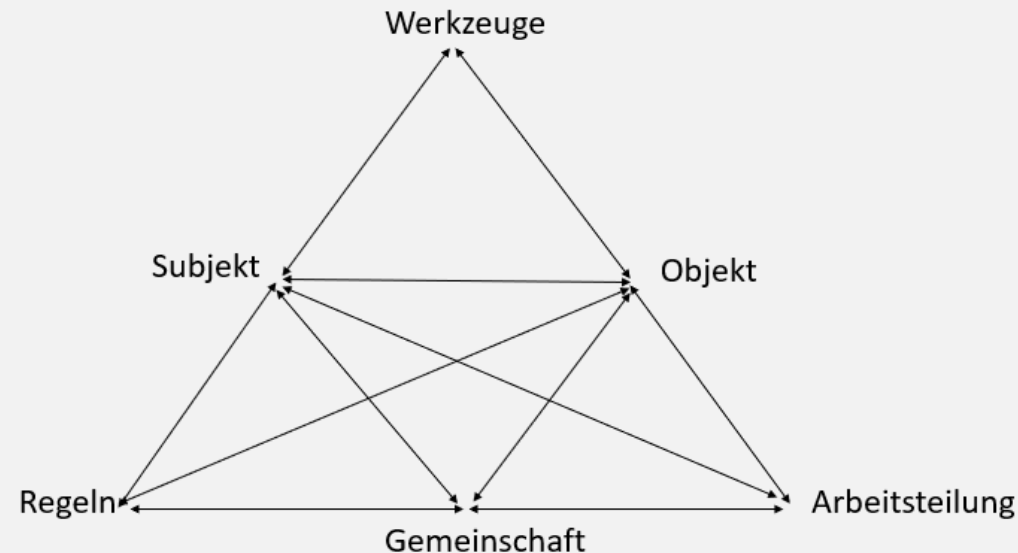 Werkzeuge
Subjekt
Objekt
Regeln
Gemeinschaft
Arbeitsteilung